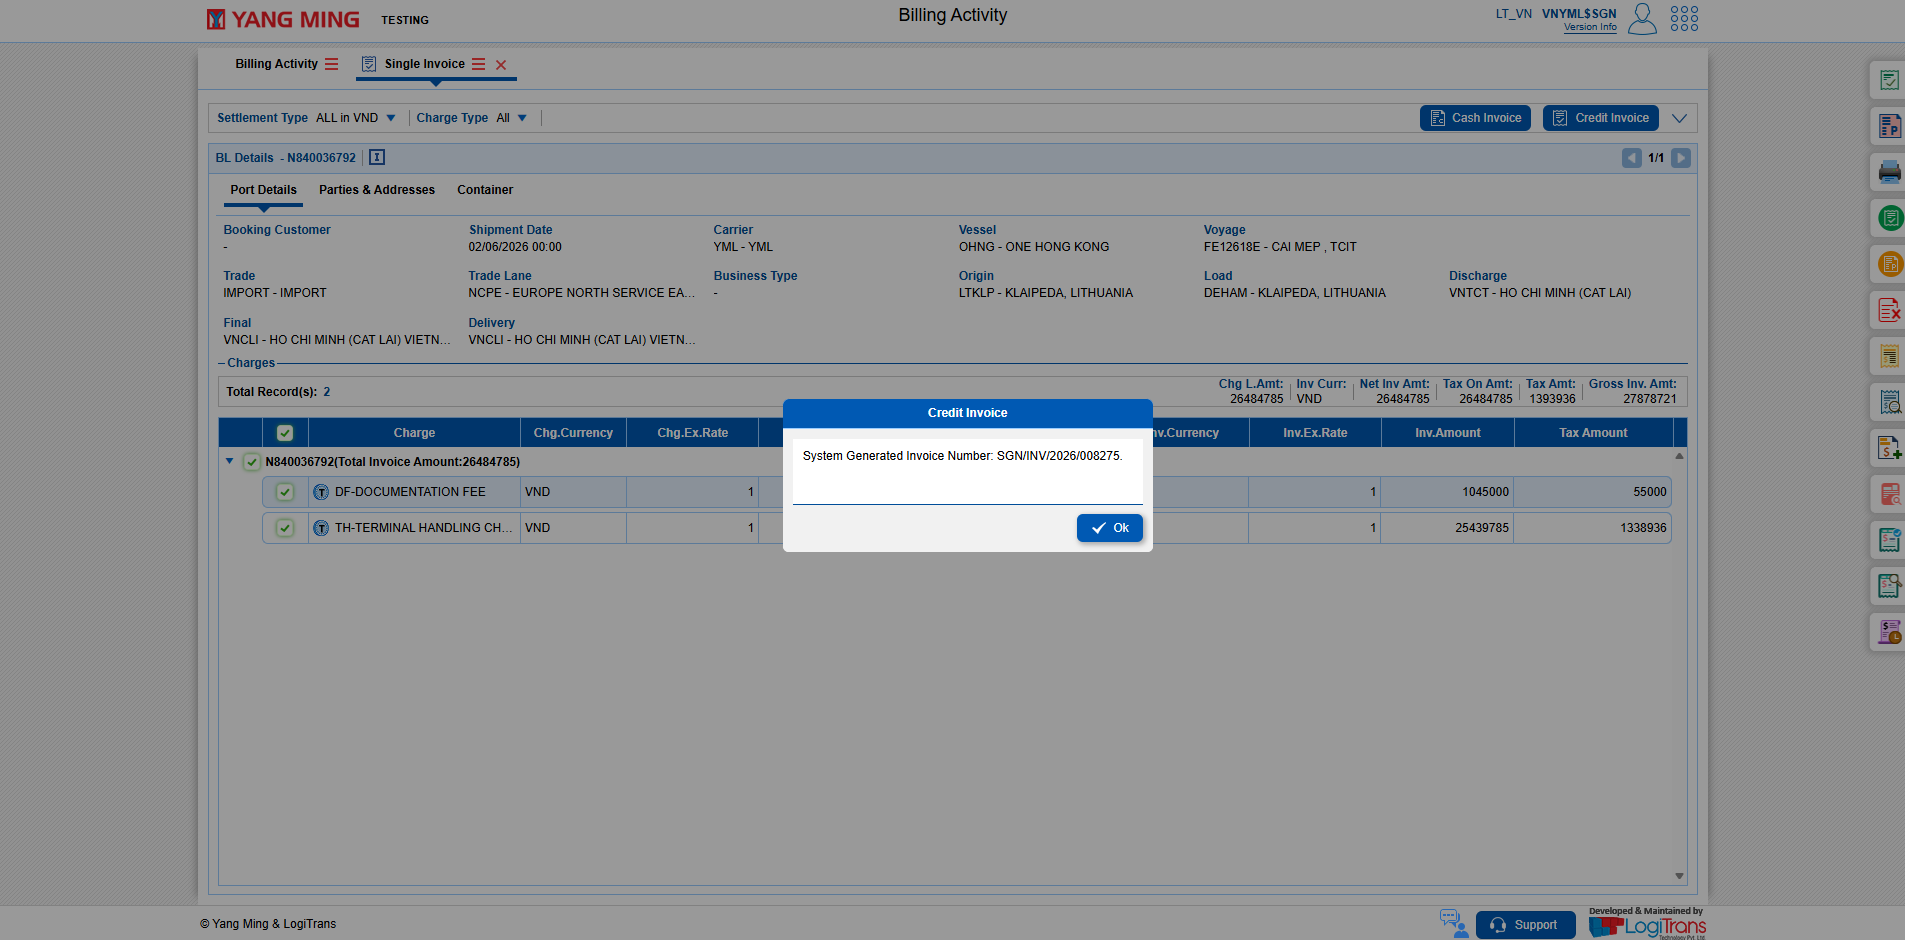 YANG MING TESTING
Billing Activity
LT_VN VNYML$SGN
Version Info
Billing Activity Single Invoice
Settlement Type ALL in VND Charge Type All Cash Invoice Credit Invoice
BL Details - N840036792 1/1
Port Details Parties & Addresses Container
Booking Customer Shipment Date Carrier Vessel Voyage
- 02/06/2026 00:00 YML - YML OHNG - ONE HONG KONG FE12618E - CAI MEP , TCIT
Trade Trade Lane Business Type Origin Load Discharge
IMPORT - IMPORT NCPE - EUROPE NORTH SERVICE EA... - LTKLP - KLAIPEDA, LITHUANIA DEHAM - KLAIPEDA, LITHUANIA VNTCT - HO CHI MINH (CAT LAI)
Final Delivery
VNCLI - HO CHI MINH (CAT LAI) VIETN... VNCLI - HO CHI MINH (CAT LAI) VIETN...
Charges
Total Record(s): 2
Chg L.Amt: Inv Curr: Net Inv Amt: Tax On Amt: Tax Amt: Gross Inv. Amt:
26484785 VND 26484785 26484785 1393936 27878721
Charge Chg.Currency Chg.Ex.Rate nv.Currency Inv.Ex.Rate Inv.Amount Tax Amount
N840036792(Total Invoice Amount:26484785)
DF-DOCUMENTATION FEE VND 1 1 1045000 55000
TH-TERMINAL HANDLING CH... VND 1 1 25439785 1338936
Credit Invoice
System Generated Invoice Number: SGN/INV/2026/008275.
Ok
© Yang Ming & LogiTrans
Support
Developed & Maintained by
LogiTrans
Technology Pvt. Ltd.